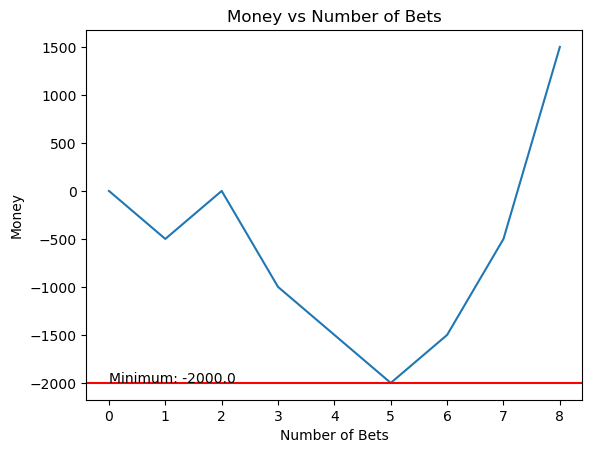 Money vs Number of Bets
Money
1500
1000
500
0
−500
−1000
−1500
−2000
Minimum: -2000.0
0 1 2 3 4 5 6 7 8
Number of Bets